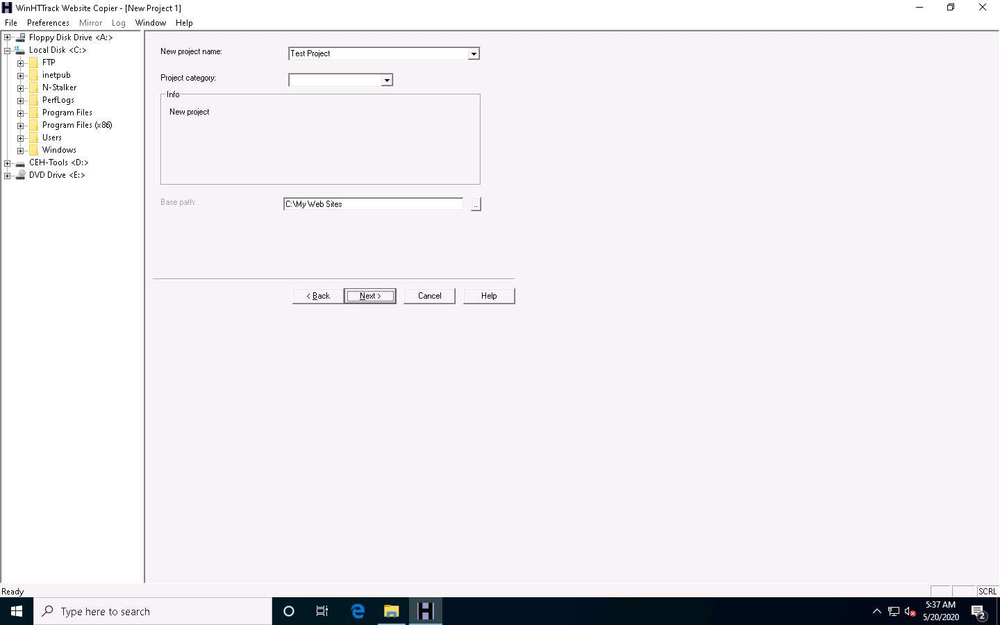 WinHTTrack Website Copier - [New Project 1]
File Preferences Mirror Log Window Help
Floppy Disk Drive <A:>
Local Disk <C:>
FTP
inetpub
N-Stalker
PerfLogs
Program Files
Program Files (x86)
Users
Windows
CEH-Tools <D:>
DVD Drive <E:>
New project name:
Test Project
Project category:
Info
New project
Base path:
C:\My Web Sites
..
< Back
Next >
Cancel
Help
Ready
SCRL
Type here to search
5:37 AM
5/20/2020
2